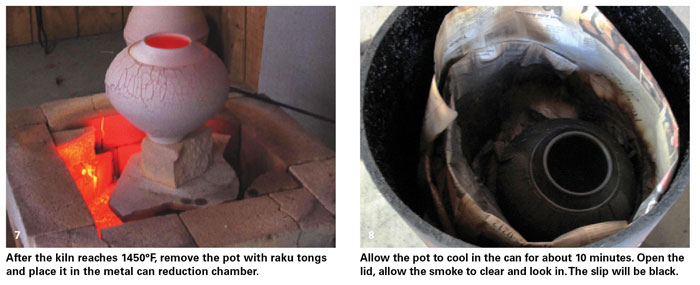 7
After the kiln reaches 1450°F, remove the pot with raku tongs
and place it in the metal can reduction chamber.
8
Allow the pot to cool in the can for about 10 minutes. Open the
lid, allow the smoke to clear and look in. The slip will be black.